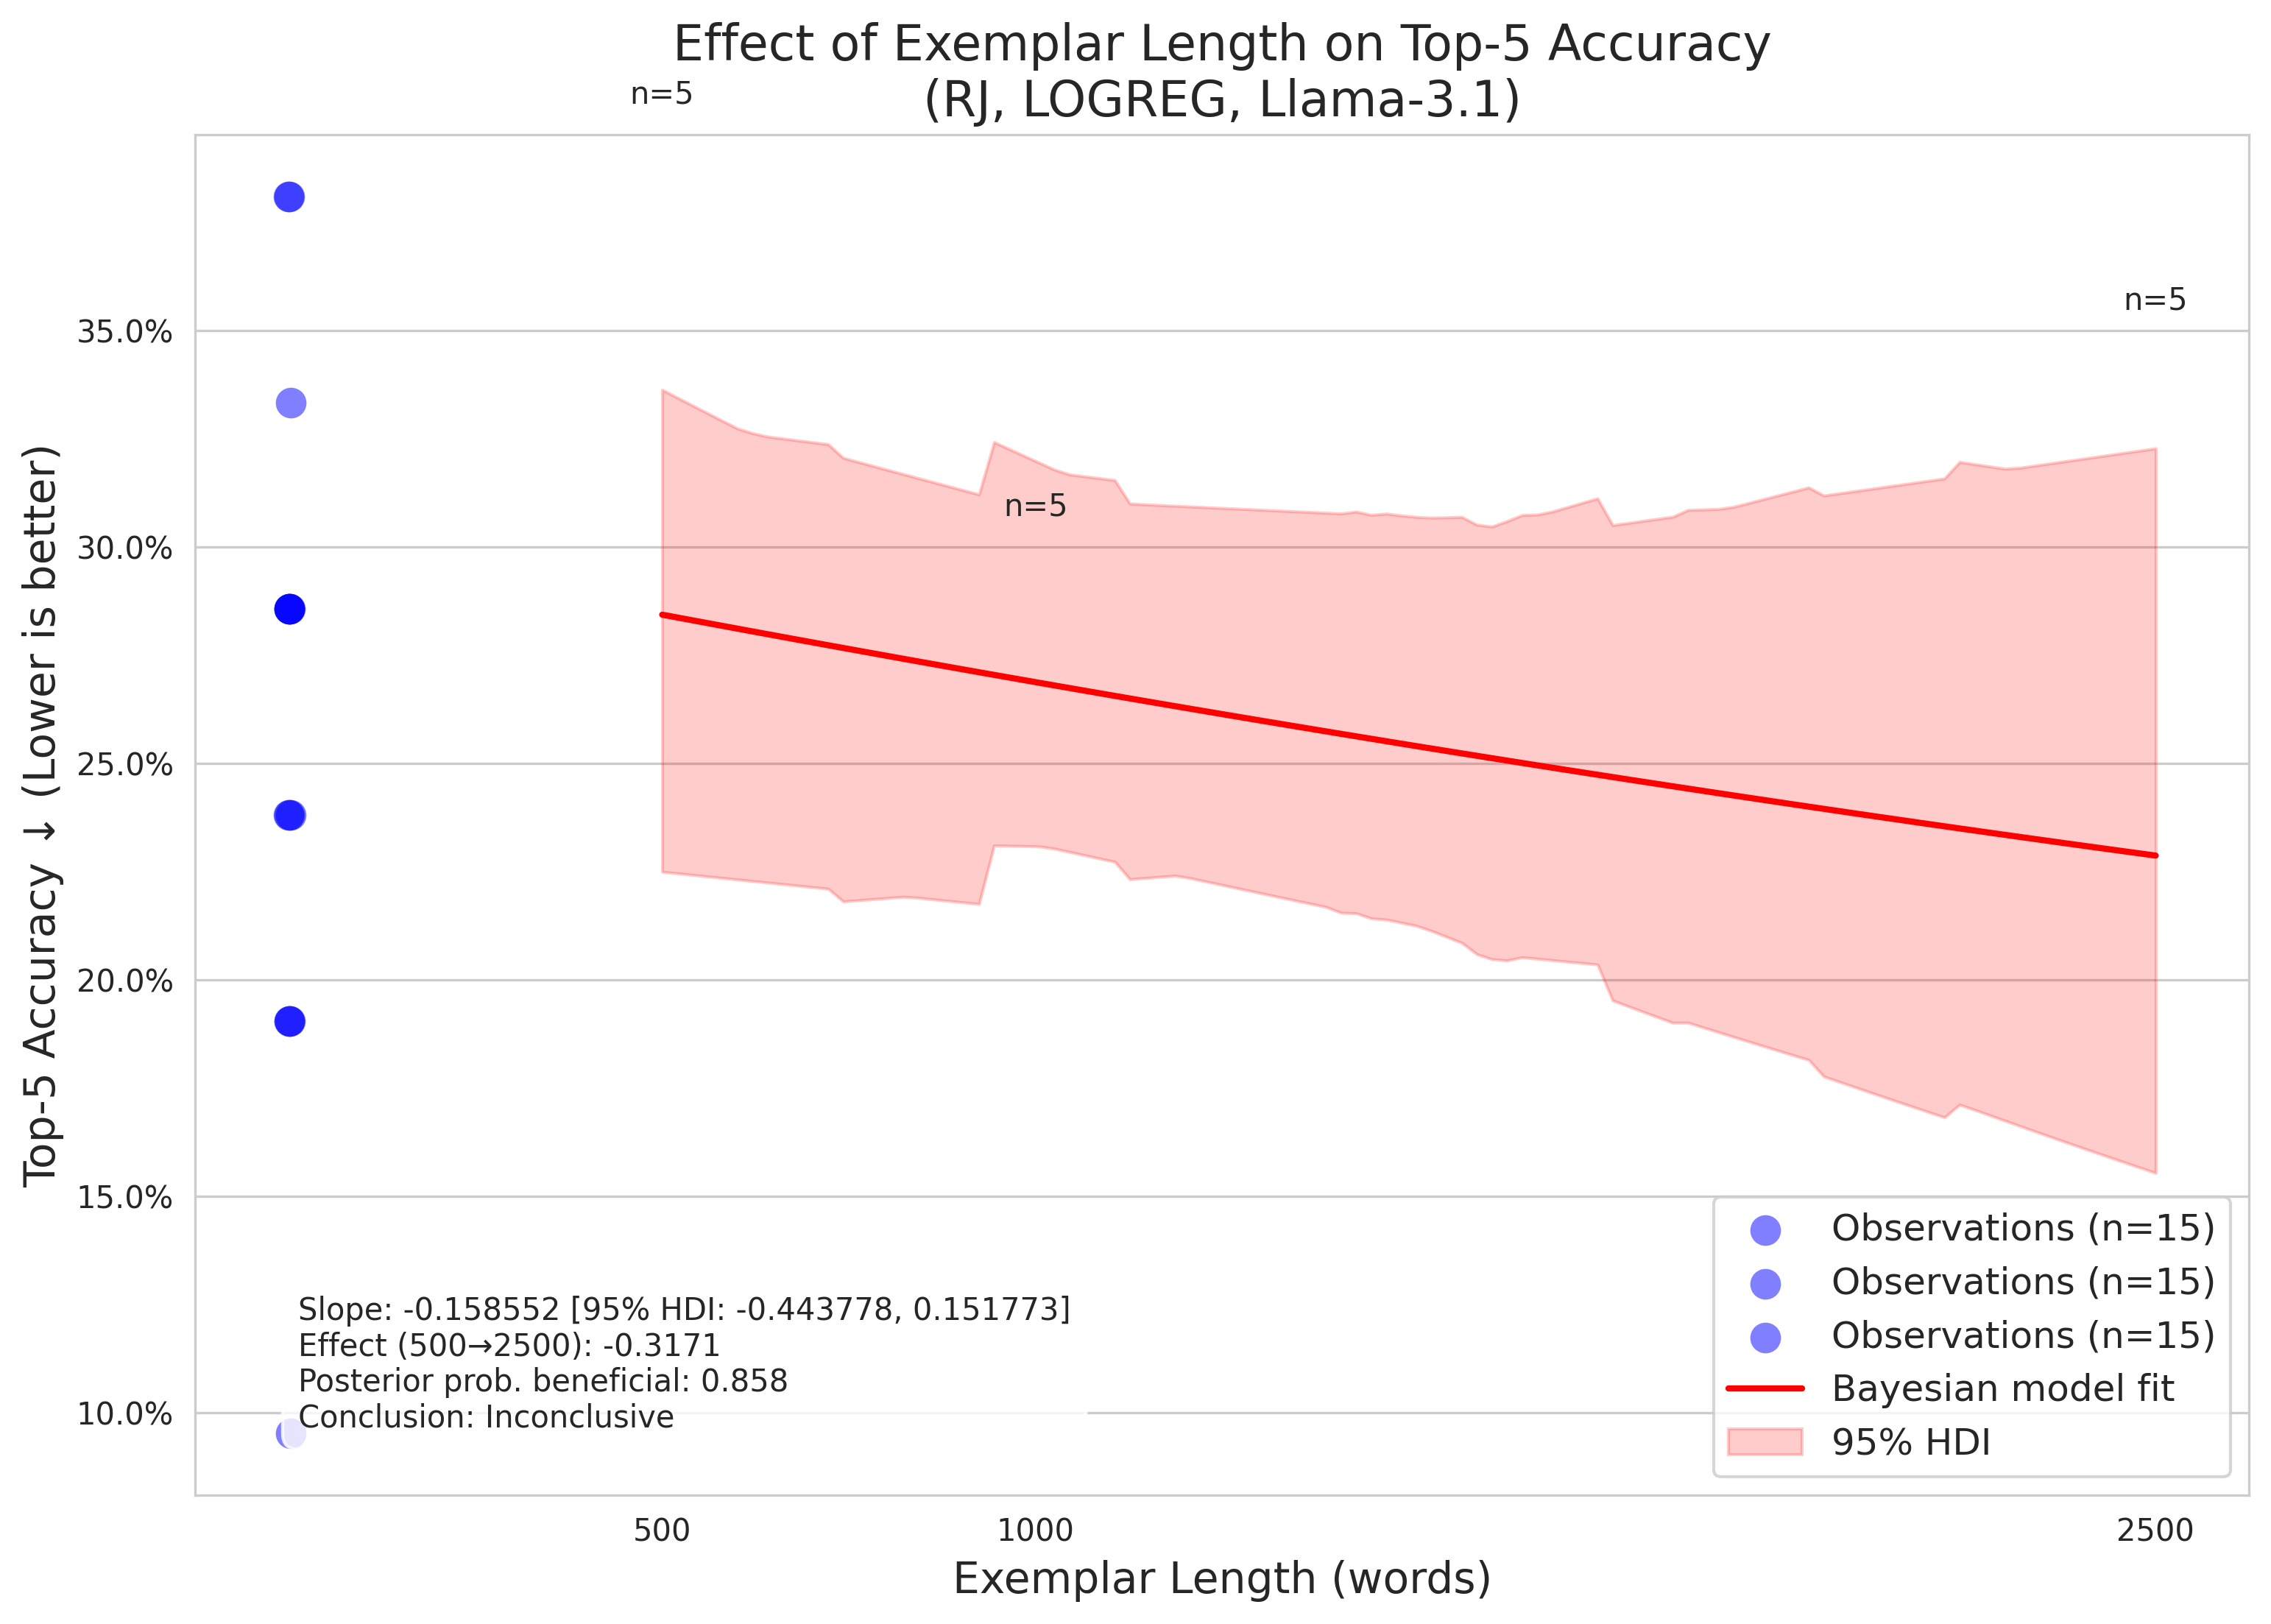 Effect of Exemplar Length on Top-5 Accuracy
(RJ, LOGREG, Llama-3.1)
n=5
n=5
n=5
Top-5 Accuracy ↓ (Lower is better)
35.0%
30.0%
25.0%
20.0%
15.0%
10.0%
Slope: -0.158552 [95% HDI: -0.443778, 0.151773]
Effect (500→2500): -0.3171
Posterior prob. beneficial: 0.858
Conclusion: Inconclusive
Observations (n=15)
Observations (n=15)
Observations (n=15)
Bayesian model fit
95% HDI
500
1000
2500
Exemplar Length (words)